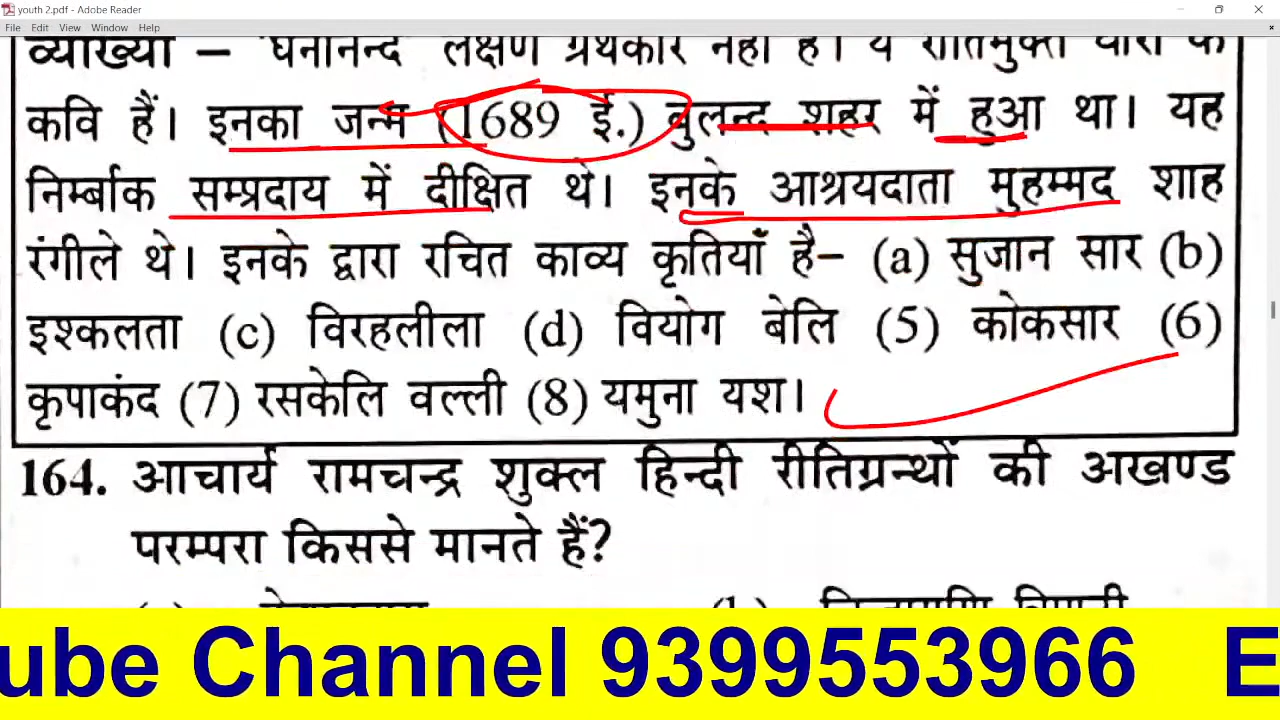 youth 2.pdf - Adobe Reader
File Edit View Window Help
व्याख्या – घनानन्द लक्षण ग्रंथकार नहीं हैं। ये रीतिमुक्त धारा के
कवि हैं। इनका जन्म (1689 ई.) बुलन्द शहर में हुआ था। यह
निर्म्बाक सम्प्रदाय में दीक्षित थे। इनके आश्रयदाता मुहम्मद शाह
रंगीले थे। इनके द्वारा रचित काव्य कृतियाँ है– (a) सुजान सार (b)
इश्कलता (c) विरहलीला (d) वियोग बेलि (5) कोकसार (6)
कृपाकंद (7) रसकेलि वल्ली (8) यमुना यश।
164. आचार्य रामचन्द्र शुक्ल हिन्दी रीतिग्रन्थों की अखण्ड
परम्परा किससे मानते हैं?
ube Channel 9399553966 E